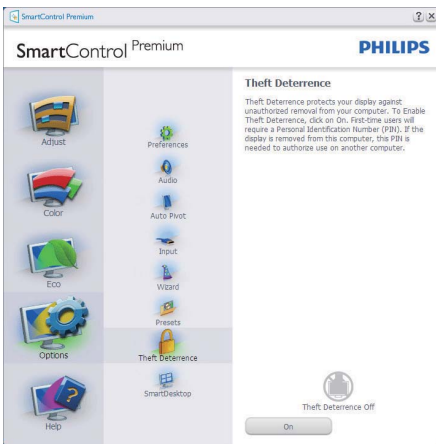 SmartControl Premium
SmartControl Premium
PHILIPS
Adjust
Color
Eco
Options
Help
Preferences
Audio
Auto Pivot
Input
Wizard
Presets
Theft Deterrence
SmartDesktop
Theft Deterrence
Theft Deterrence protects your display against
unauthorized removal from your computer. To Enable
Theft Deterrence, click on On. First-time users will
require a Personal Identification Number (PIN). If the
display is removed from this computer, this PIN is
needed to authorize use on another computer.
Theft Deterrence Off
On